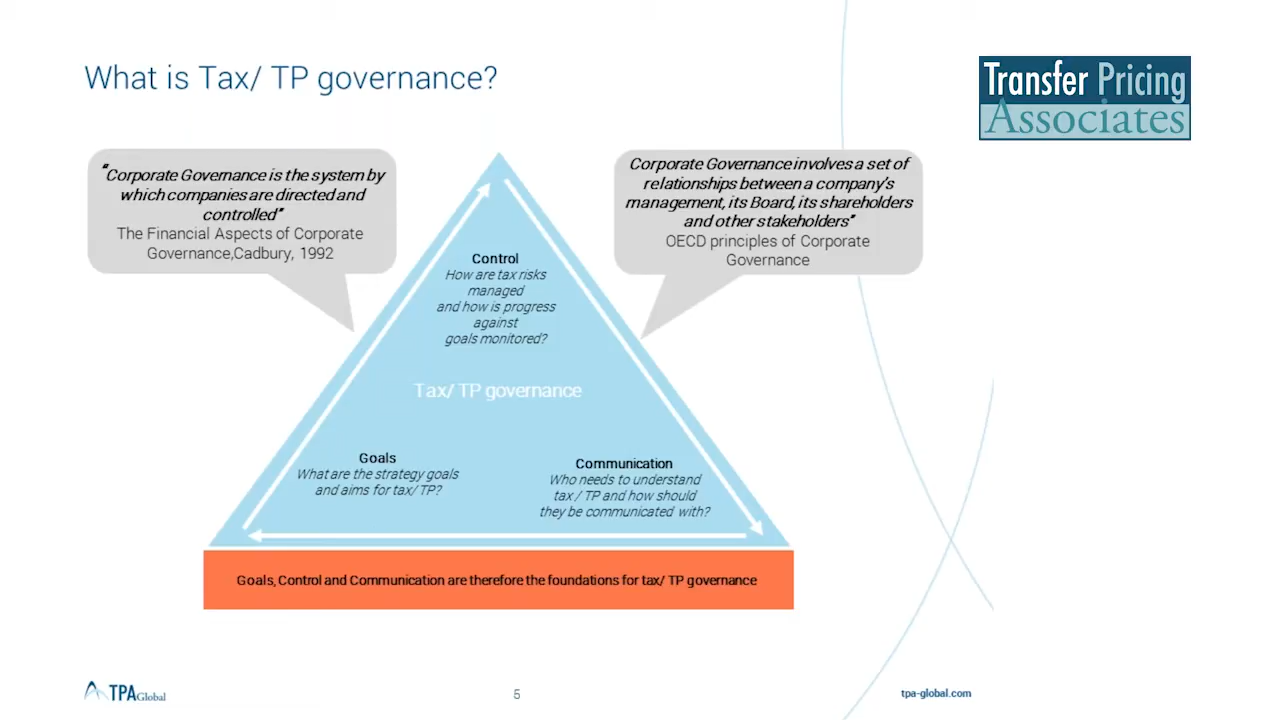 What is Tax/ TP governance?
Transfer Pricing
Associates
"Corporate Governance is the system by
which companies are directed and
controlled"
The Financial Aspects of Corporate
Governance,Cadbury, 1992
Corporate Governance involves a set of
relationships between a company's
management, its Board, its shareholders
and other stakeholders"
OECD principles of Corporate
Governance
Control
How are tax risks
managed
and how is progress
against
goals monitored?
Tax/ TP governance
Goals
What are the strategy goals
and aims for tax/ TP?
Communication
Who needs to understand
tax / TP and how should
they be communicated with?
Goals, Control and Communication are therefore the foundations for tax/ TP governance
TPA Global
5
tpa-global.com